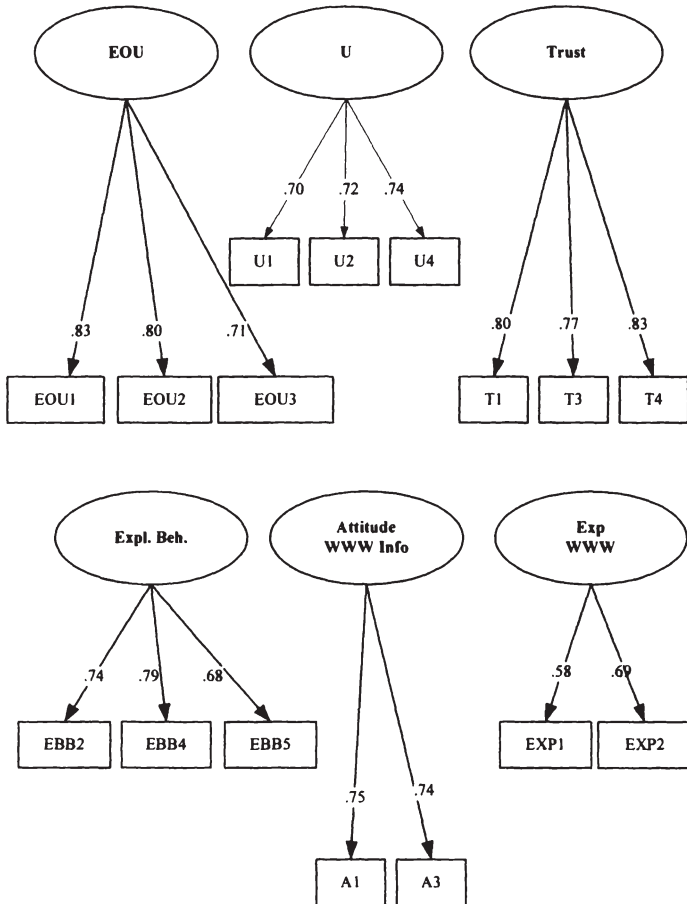 EOU
U
Trust
.70
.72
.74
U1
U2
U4
.83
.80
.71
.80
.77
.83
EOU1
EOU2
EOU3
T1
T3
T4
Expl. Beh.
Attitude
WWW Info
Exp
WWW
.74
.79
.68
.58
.69
EBB2
EBB4
EBB5
EXP1
EXP2
.75
.74
A1
A3